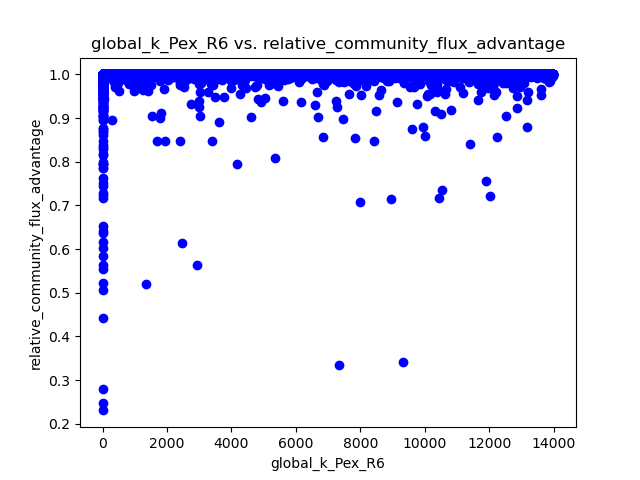 global_k_Pex_R6 vs. relative_community_flux_advantage
relative_community_flux_advantage
1.0
0.9
0.8
0.7
0.6
0.5
0.4
0.3
0.2
0 2000 4000 6000 8000 10000 12000 14000
global_k_Pex_R6